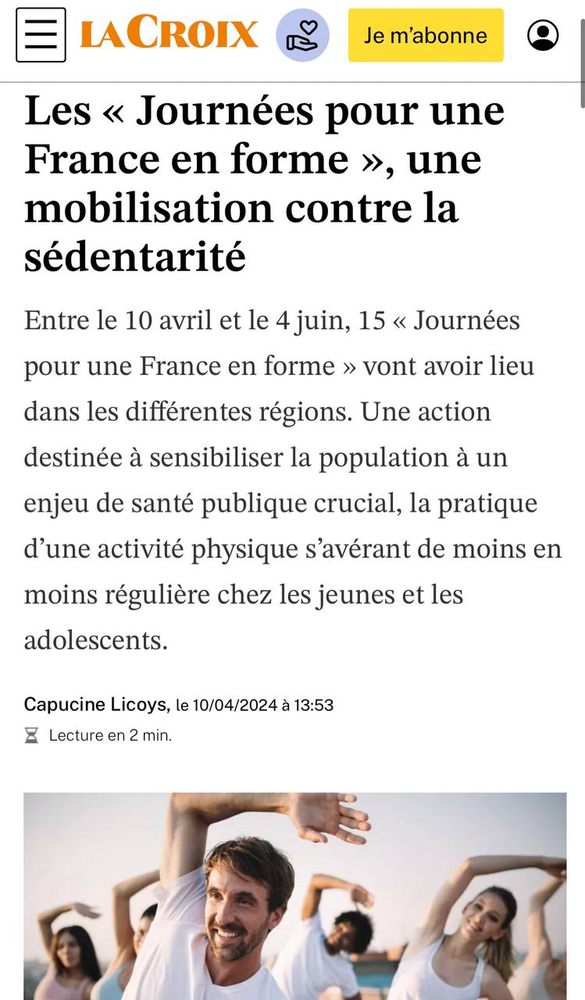 LA CROIX
Je m’abonne
Les « Journées pour une
France en forme », une
mobilisation contre la
sédentarité
Entre le 10 avril et le 4 juin, 15 « Journées
pour une France en forme » vont avoir lieu
dans les différentes régions. Une action
destinée à sensibiliser la population à un
enjeu de santé publique crucial, la pratique
d’une activité physique s’avérant de moins en
moins régulière chez les jeunes et les
adolescents.
Capucine Licoys, le 10/04/2024 à 13:53
Lecture en 2 min.